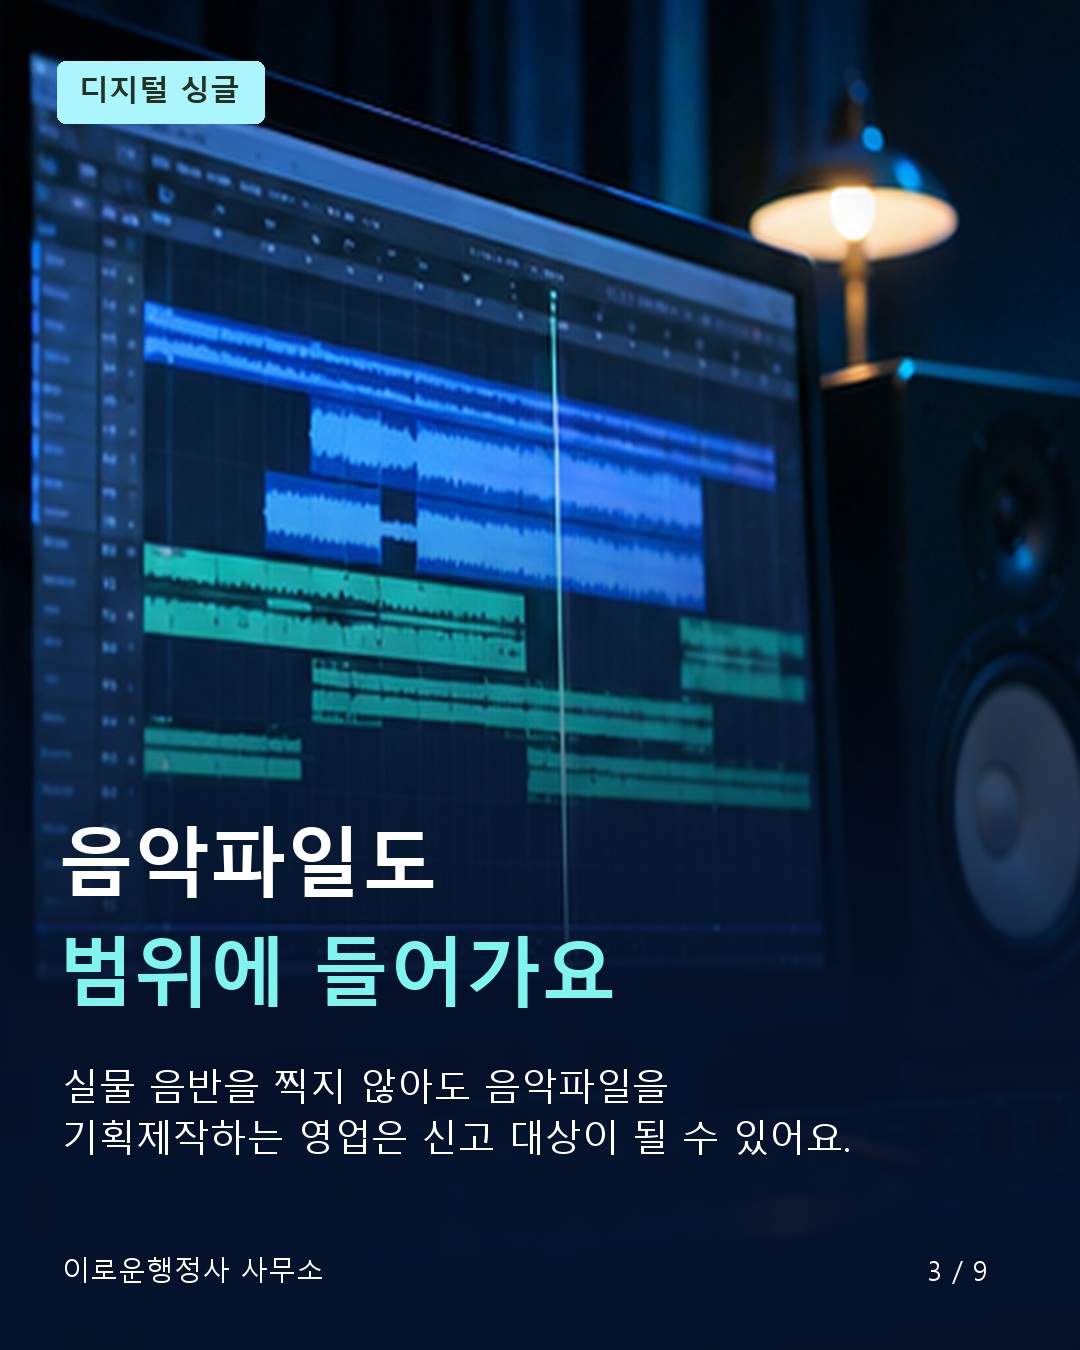 디지털 싱글
음악파일도
범위에 들어가요
실물 음반을 찍지 않아도 음악파일을
기획제작하는 영업은 신고 대상이 될 수 있어요.
이로운행정사 사무소
3 / 9